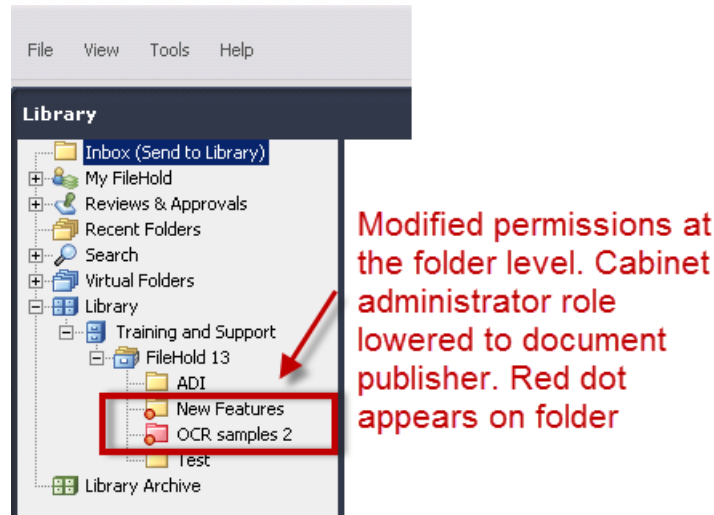 File View Tools Help
Library
Inbox (Send to Library)
My FileHold
Reviews & Approvals
Recent Folders
Search
Virtual Folders
Library
Training and Support
FileHold 13
ADI
New Features
OCR samples 2
Test
Library Archive
Modified permissions at
the folder level. Cabinet
administrator role
lowered to document
publisher. Red dot
appears on folder